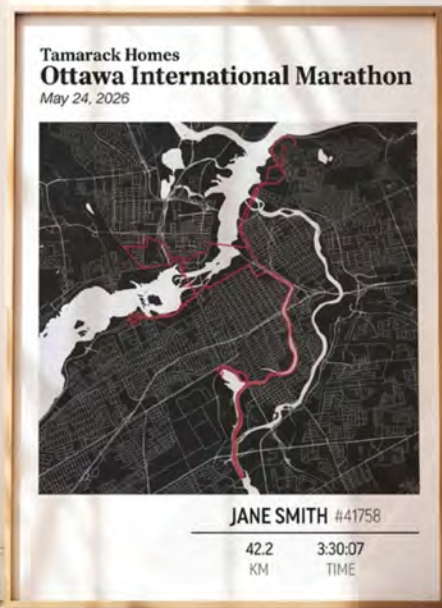 Tamarack Homes
Ottawa International Marathon
May 24, 2026
JANE SMITH #41758
42.2 3:30:07
KM TIME